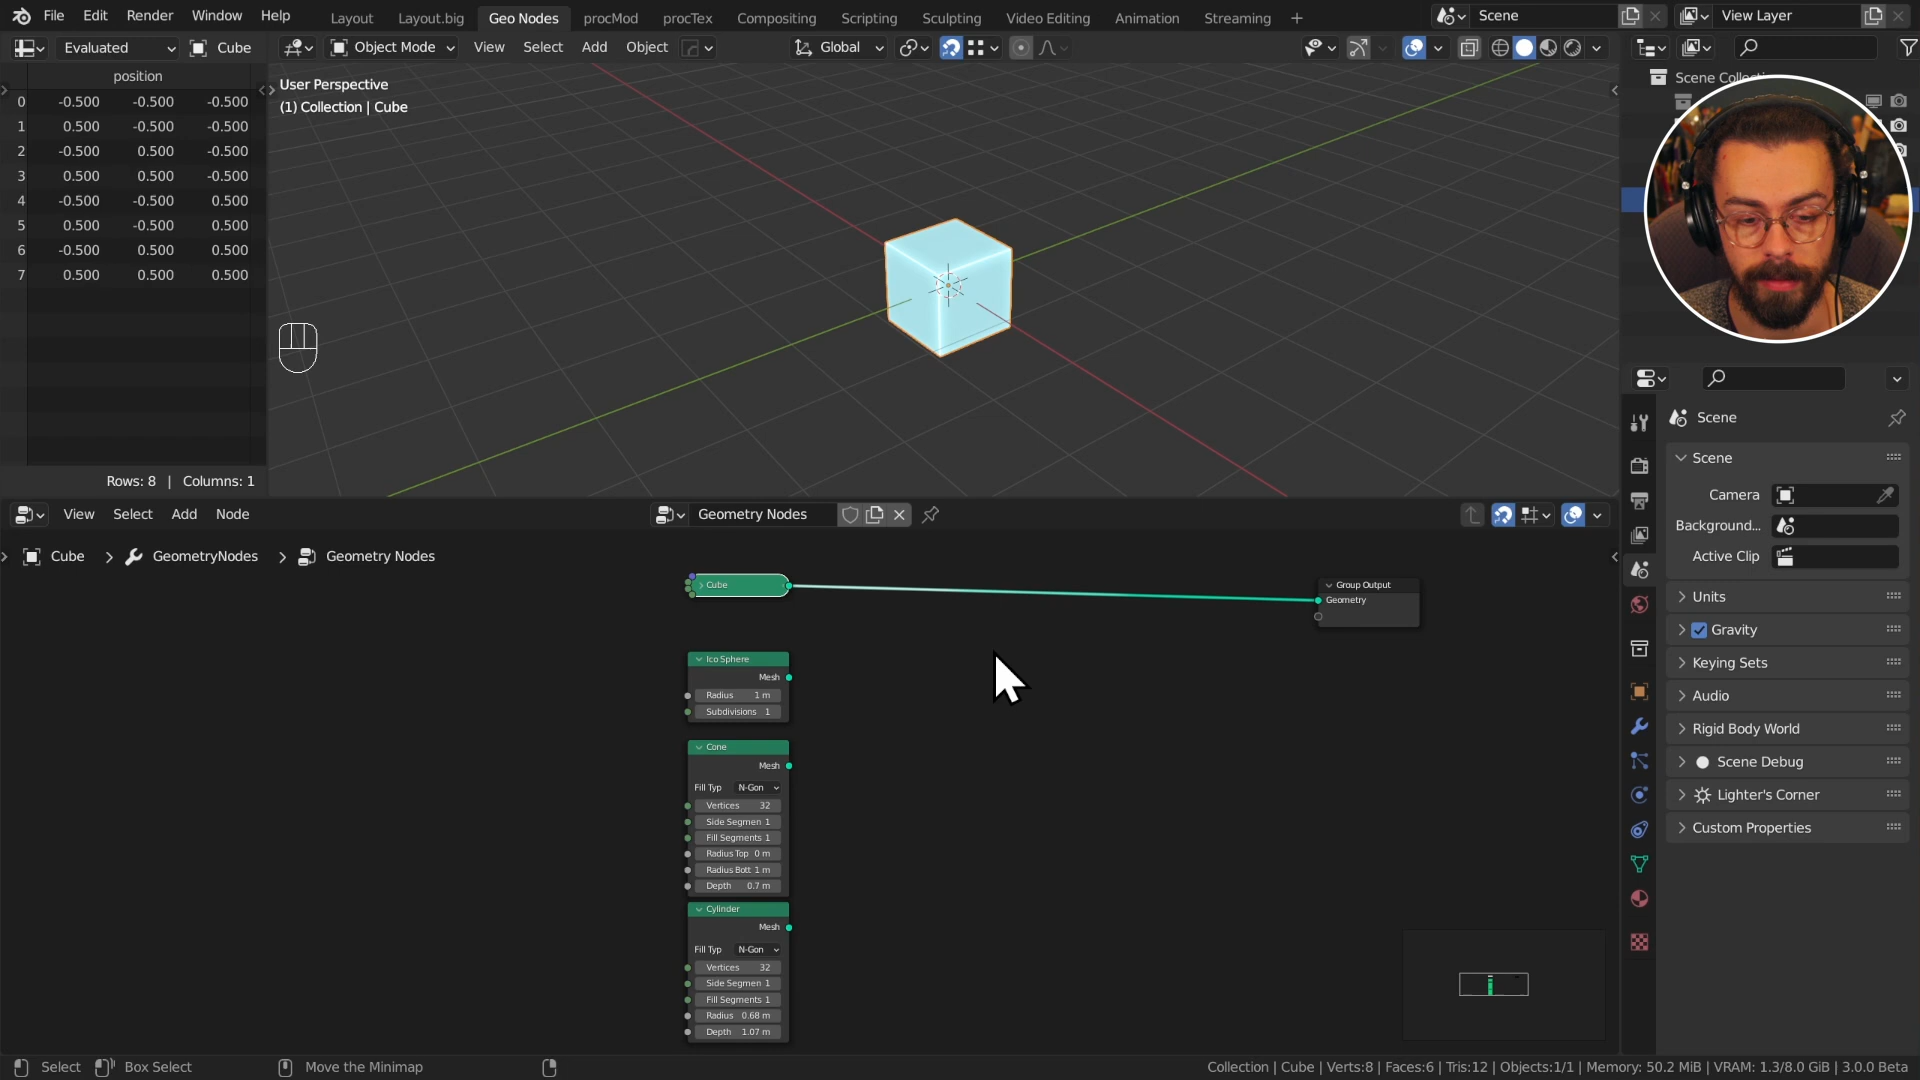 File Edit Render Window Help Layout Layout.big Geo Nodes procMod procTex Compositing Scripting Sculpting Video Editing Animation Streaming + Scene View Layer
Evaluated Cube Object Mode View Select Add Object Global
position
0 -0.500 -0.500 -0.500
1 0.500 -0.500 -0.500
2 -0.500 0.500 -0.500
3 0.500 0.500 -0.500
4 -0.500 -0.500 0.500
5 0.500 -0.500 0.500
6 -0.500 0.500 0.500
7 0.500 0.500 0.500
Rows: 8 | Columns: 1
User Perspective
(1) Collection | Cube
Scene
Scene
Camera
Background...
Active Clip
Units
Gravity
Keying Sets
Audio
Rigid Body World
Scene Debug
Lighter's Corner
Custom Properties
View Select Add Node Geometry Nodes
Cube > GeometryNodes > Geometry Nodes
Cube
Group Output
Geometry
Ico Sphere
Mesh
Radius 1 m
Subdivisions 1
Cone
Mesh
Fill Typ N-Gon
Vertices 32
Side Segmen 1
Fill Segments 1
Radius Top 0 m
Radius Bott 1 m
Depth 0.7 m
Cylinder
Mesh
Fill Typ N-Gon
Vertices 32
Side Segmen 1
Fill Segments 1
Radius 0.68 m
Depth 1.07 m
Select Box Select Move the Minimap
Collection | Cube | Verts:8 | Faces:6 | Tris:12 | Objects:1/1 | Memory: 50.2 MiB | VRAM: 1.3/8.0 GiB | 3.0.0 Beta